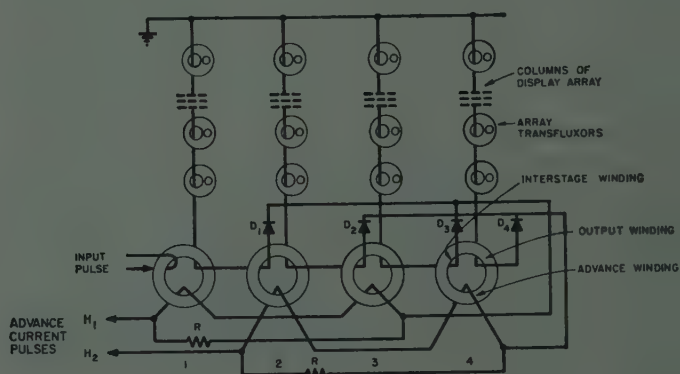 COLUMNS OF
DISPLAY ARRAY
ARRAY
TRANSFLUXORS
INTERSTAGE WINDING
D1
D2
D3
D4
OUTPUT WINDING
INPUT
PULSE
ADVANCE WINDING
ADVANCE
CURRENT
PULSES
H1
R
H2
1
2
R
3
4